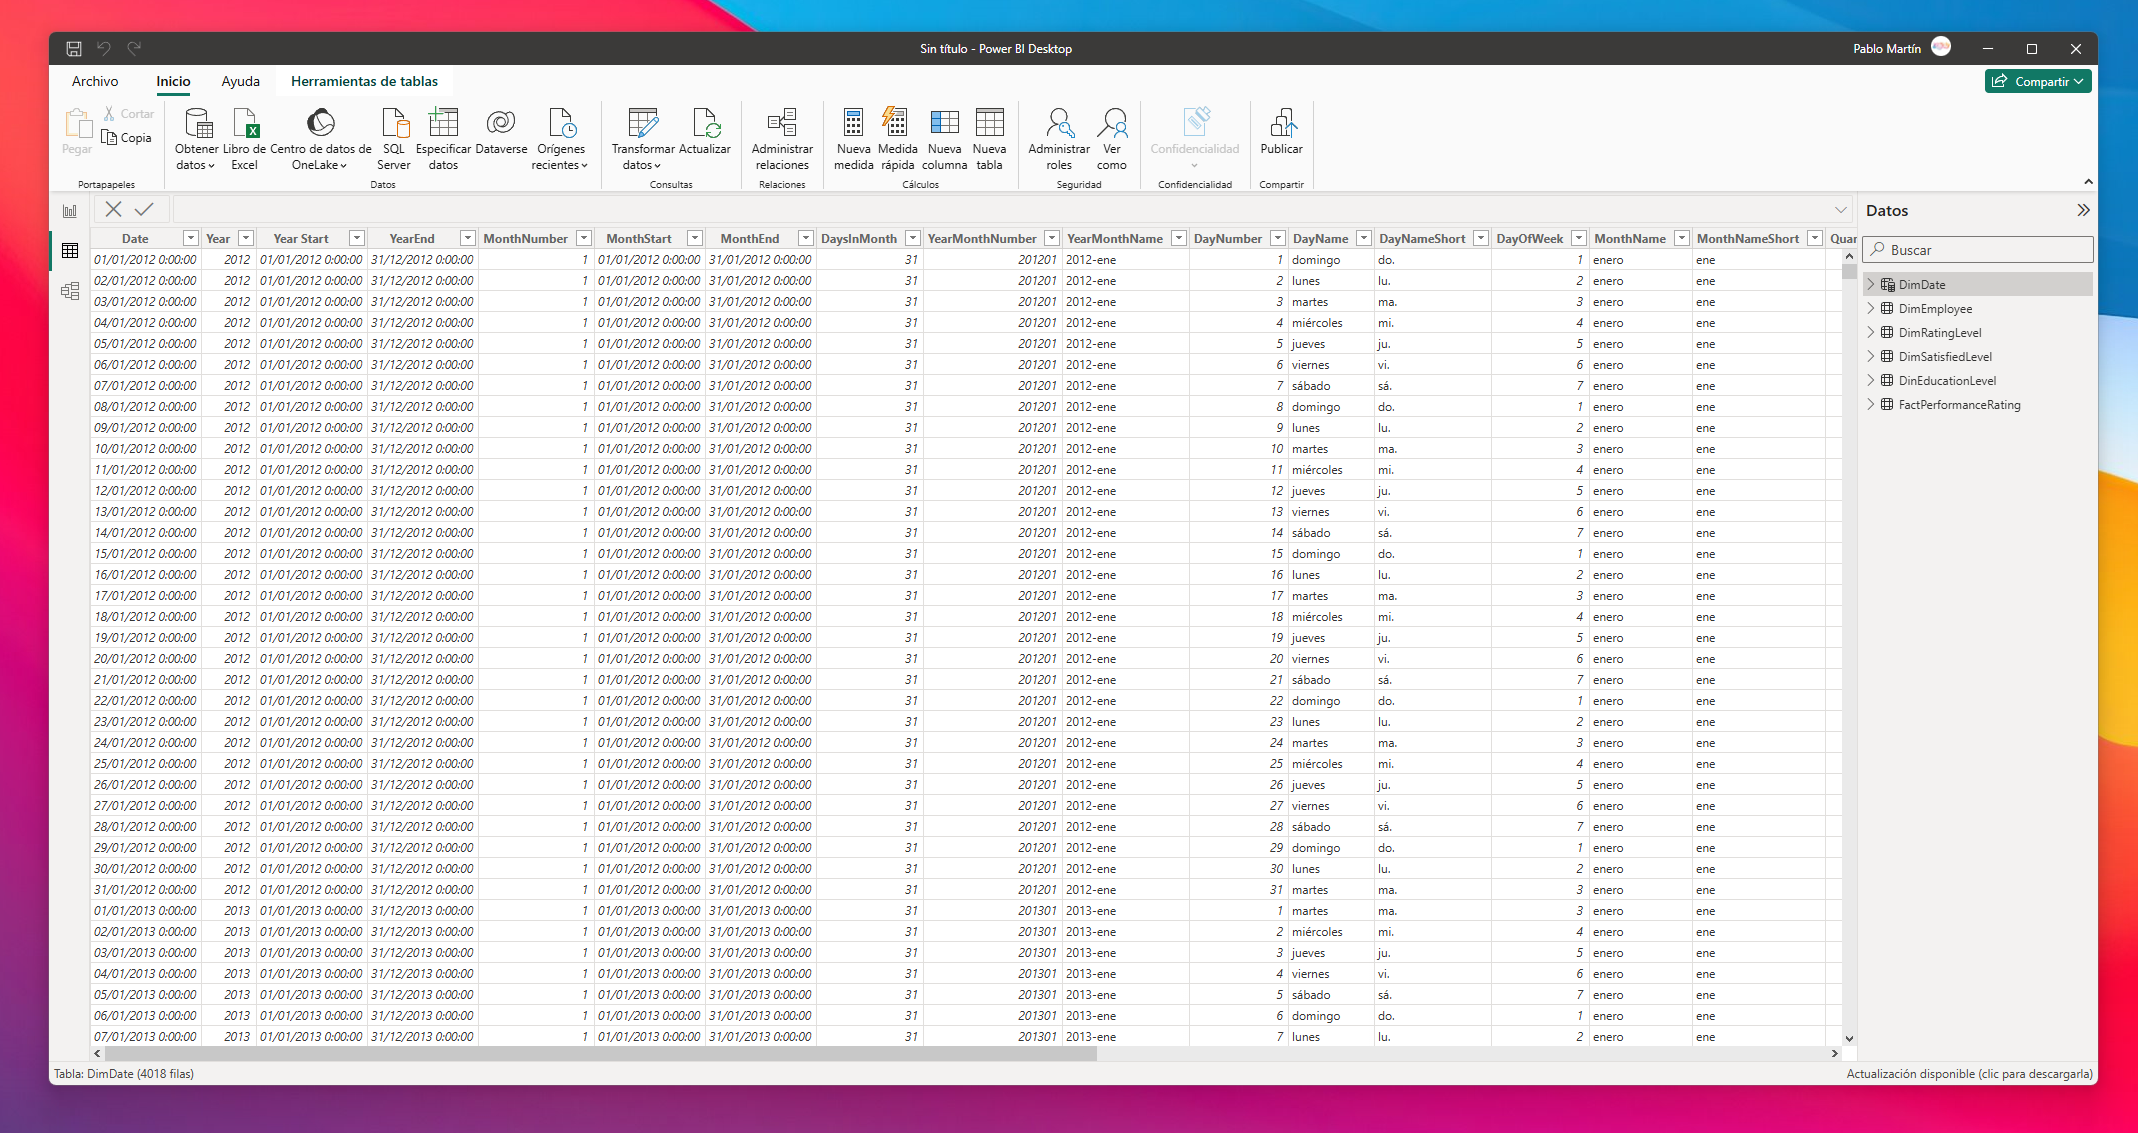 Sin título - Power BI Desktop
Pablo Martín
Archivo Inicio Ayuda Herramientas de tablas
Compartir
Pegar
Cortar
Copia
Portapapeles
Obtener datos
Libro de Excel
Centro de datos de OneLake
SQL Server
Especificar datos
Dataverse
Orígenes recientes
Datos
Transformar datos
Actualizar
Consultas
Administrar relaciones
Relaciones
Nueva medida
Medida rápida
Nueva columna
Nueva tabla
Cálculos
Administrar roles
Ver como
Seguridad
Confidencialidad
Confidencialidad
Publicar
Compartir
Date Year Year Start YearEnd MonthNumber MonthStart MonthEnd DaysInMonth YearMonthNumber YearMonthName DayNumber DayName DayNameShort DayOfWeek MonthName MonthNameShort Quar
01/01/2012 0:00:00 2012 01/01/2012 0:00:00 31/12/2012 0:00:00 1 01/01/2012 0:00:00 31/01/2012 0:00:00 31 201201 2012-ene 1 domingo do. 1 enero ene
02/01/2012 0:00:00 2012 01/01/2012 0:00:00 31/12/2012 0:00:00 1 01/01/2012 0:00:00 31/01/2012 0:00:00 31 201201 2012-ene 2 lunes lu. 2 enero ene
03/01/2012 0:00:00 2012 01/01/2012 0:00:00 31/12/2012 0:00:00 1 01/01/2012 0:00:00 31/01/2012 0:00:00 31 201201 2012-ene 3 martes ma. 3 enero ene
04/01/2012 0:00:00 2012 01/01/2012 0:00:00 31/12/2012 0:00:00 1 01/01/2012 0:00:00 31/01/2012 0:00:00 31 201201 2012-ene 4 miércoles mi. 4 enero ene
05/01/2012 0:00:00 2012 01/01/2012 0:00:00 31/12/2012 0:00:00 1 01/01/2012 0:00:00 31/01/2012 0:00:00 31 201201 2012-ene 5 jueves ju. 5 enero ene
06/01/2012 0:00:00 2012 01/01/2012 0:00:00 31/12/2012 0:00:00 1 01/01/2012 0:00:00 31/01/2012 0:00:00 31 201201 2012-ene 6 viernes vi. 6 enero ene
07/01/2012 0:00:00 2012 01/01/2012 0:00:00 31/12/2012 0:00:00 1 01/01/2012 0:00:00 31/01/2012 0:00:00 31 201201 2012-ene 7 sábado sá. 7 enero ene
08/01/2012 0:00:00 2012 01/01/2012 0:00:00 31/12/2012 0:00:00 1 01/01/2012 0:00:00 31/01/2012 0:00:00 31 201201 2012-ene 8 domingo do. 1 enero ene
09/01/2012 0:00:00 2012 01/01/2012 0:00:00 31/12/2012 0:00:00 1 01/01/2012 0:00:00 31/01/2012 0:00:00 31 201201 2012-ene 9 lunes lu. 2 enero ene
10/01/2012 0:00:00 2012 01/01/2012 0:00:00 31/12/2012 0:00:00 1 01/01/2012 0:00:00 31/01/2012 0:00:00 31 201201 2012-ene 10 martes ma. 3 enero ene
11/01/2012 0:00:00 2012 01/01/2012 0:00:00 31/12/2012 0:00:00 1 01/01/2012 0:00:00 31/01/2012 0:00:00 31 201201 2012-ene 11 miércoles mi. 4 enero ene
12/01/2012 0:00:00 2012 01/01/2012 0:00:00 31/12/2012 0:00:00 1 01/01/2012 0:00:00 31/01/2012 0:00:00 31 201201 2012-ene 12 jueves ju. 5 enero ene
13/01/2012 0:00:00 2012 01/01/2012 0:00:00 31/12/2012 0:00:00 1 01/01/2012 0:00:00 31/01/2012 0:00:00 31 201201 2012-ene 13 viernes vi. 6 enero ene
14/01/2012 0:00:00 2012 01/01/2012 0:00:00 31/12/2012 0:00:00 1 01/01/2012 0:00:00 31/01/2012 0:00:00 31 201201 2012-ene 14 sábado sá. 7 enero ene
15/01/2012 0:00:00 2012 01/01/2012 0:00:00 31/12/2012 0:00:00 1 01/01/2012 0:00:00 31/01/2012 0:00:00 31 201201 2012-ene 15 domingo do. 1 enero ene
16/01/2012 0:00:00 2012 01/01/2012 0:00:00 31/12/2012 0:00:00 1 01/01/2012 0:00:00 31/01/2012 0:00:00 31 201201 2012-ene 16 lunes lu. 2 enero ene
17/01/2012 0:00:00 2012 01/01/2012 0:00:00 31/12/2012 0:00:00 1 01/01/2012 0:00:00 31/01/2012 0:00:00 31 201201 2012-ene 17 martes ma. 3 enero ene
18/01/2012 0:00:00 2012 01/01/2012 0:00:00 31/12/2012 0:00:00 1 01/01/2012 0:00:00 31/01/2012 0:00:00 31 201201 2012-ene 18 miércoles mi. 4 enero ene
19/01/2012 0:00:00 2012 01/01/2012 0:00:00 31/12/2012 0:00:00 1 01/01/2012 0:00:00 31/01/2012 0:00:00 31 201201 2012-ene 19 jueves ju. 5 enero ene
20/01/2012 0:00:00 2012 01/01/2012 0:00:00 31/12/2012 0:00:00 1 01/01/2012 0:00:00 31/01/2012 0:00:00 31 201201 2012-ene 20 viernes vi. 6 enero ene
21/01/2012 0:00:00 2012 01/01/2012 0:00:00 31/12/2012 0:00:00 1 01/01/2012 0:00:00 31/01/2012 0:00:00 31 201201 2012-ene 21 sábado sá. 7 enero ene
22/01/2012 0:00:00 2012 01/01/2012 0:00:00 31/12/2012 0:00:00 1 01/01/2012 0:00:00 31/01/2012 0:00:00 31 201201 2012-ene 22 domingo do. 1 enero ene
23/01/2012 0:00:00 2012 01/01/2012 0:00:00 31/12/2012 0:00:00 1 01/01/2012 0:00:00 31/01/2012 0:00:00 31 201201 2012-ene 23 lunes lu. 2 enero ene
24/01/2012 0:00:00 2012 01/01/2012 0:00:00 31/12/2012 0:00:00 1 01/01/2012 0:00:00 31/01/2012 0:00:00 31 201201 2012-ene 24 martes ma. 3 enero ene
25/01/2012 0:00:00 2012 01/01/2012 0:00:00 31/12/2012 0:00:00 1 01/01/2012 0:00:00 31/01/2012 0:00:00 31 201201 2012-ene 25 miércoles mi. 4 enero ene
26/01/2012 0:00:00 2012 01/01/2012 0:00:00 31/12/2012 0:00:00 1 01/01/2012 0:00:00 31/01/2012 0:00:00 31 201201 2012-ene 26 jueves ju. 5 enero ene
27/01/2012 0:00:00 2012 01/01/2012 0:00:00 31/12/2012 0:00:00 1 01/01/2012 0:00:00 31/01/2012 0:00:00 31 201201 2012-ene 27 viernes vi. 6 enero ene
28/01/2012 0:00:00 2012 01/01/2012 0:00:00 31/12/2012 0:00:00 1 01/01/2012 0:00:00 31/01/2012 0:00:00 31 201201 2012-ene 28 sábado sá. 7 enero ene
29/01/2012 0:00:00 2012 01/01/2012 0:00:00 31/12/2012 0:00:00 1 01/01/2012 0:00:00 31/01/2012 0:00:00 31 201201 2012-ene 29 domingo do. 1 enero ene
30/01/2012 0:00:00 2012 01/01/2012 0:00:00 31/12/2012 0:00:00 1 01/01/2012 0:00:00 31/01/2012 0:00:00 31 201201 2012-ene 30 lunes lu. 2 enero ene
31/01/2012 0:00:00 2012 01/01/2012 0:00:00 31/12/2012 0:00:00 1 01/01/2012 0:00:00 31/01/2012 0:00:00 31 201201 2012-ene 31 martes ma. 3 enero ene
01/01/2013 0:00:00 2013 01/01/2013 0:00:00 31/12/2013 0:00:00 1 01/01/2013 0:00:00 31/01/2013 0:00:00 31 201301 2013-ene 1 martes ma. 3 enero ene
02/01/2013 0:00:00 2013 01/01/2013 0:00:00 31/12/2013 0:00:00 1 01/01/2013 0:00:00 31/01/2013 0:00:00 31 201301 2013-ene 2 miércoles mi. 4 enero ene
03/01/2013 0:00:00 2013 01/01/2013 0:00:00 31/12/2013 0:00:00 1 01/01/2013 0:00:00 31/01/2013 0:00:00 31 201301 2013-ene 3 jueves ju. 5 enero ene
04/01/2013 0:00:00 2013 01/01/2013 0:00:00 31/12/2013 0:00:00 1 01/01/2013 0:00:00 31/01/2013 0:00:00 31 201301 2013-ene 4 viernes vi. 6 enero ene
05/01/2013 0:00:00 2013 01/01/2013 0:00:00 31/12/2013 0:00:00 1 01/01/2013 0:00:00 31/01/2013 0:00:00 31 201301 2013-ene 5 sábado sá. 7 enero ene
06/01/2013 0:00:00 2013 01/01/2013 0:00:00 31/12/2013 0:00:00 1 01/01/2013 0:00:00 31/01/2013 0:00:00 31 201301 2013-ene 6 domingo do. 1 enero ene
07/01/2013 0:00:00 2013 01/01/2013 0:00:00 31/12/2013 0:00:00 1 01/01/2013 0:00:00 31/01/2013 0:00:00 31 201301 2013-ene 7 lunes lu. 2 enero ene
Datos
Buscar
DimDate
DimEmployee
DimRatingLevel
DimSatisfiedLevel
DinEducationLevel
FactPerformanceRating
Tabla: DimDate (4018 filas)
Actualización disponible (clic para descargarla)